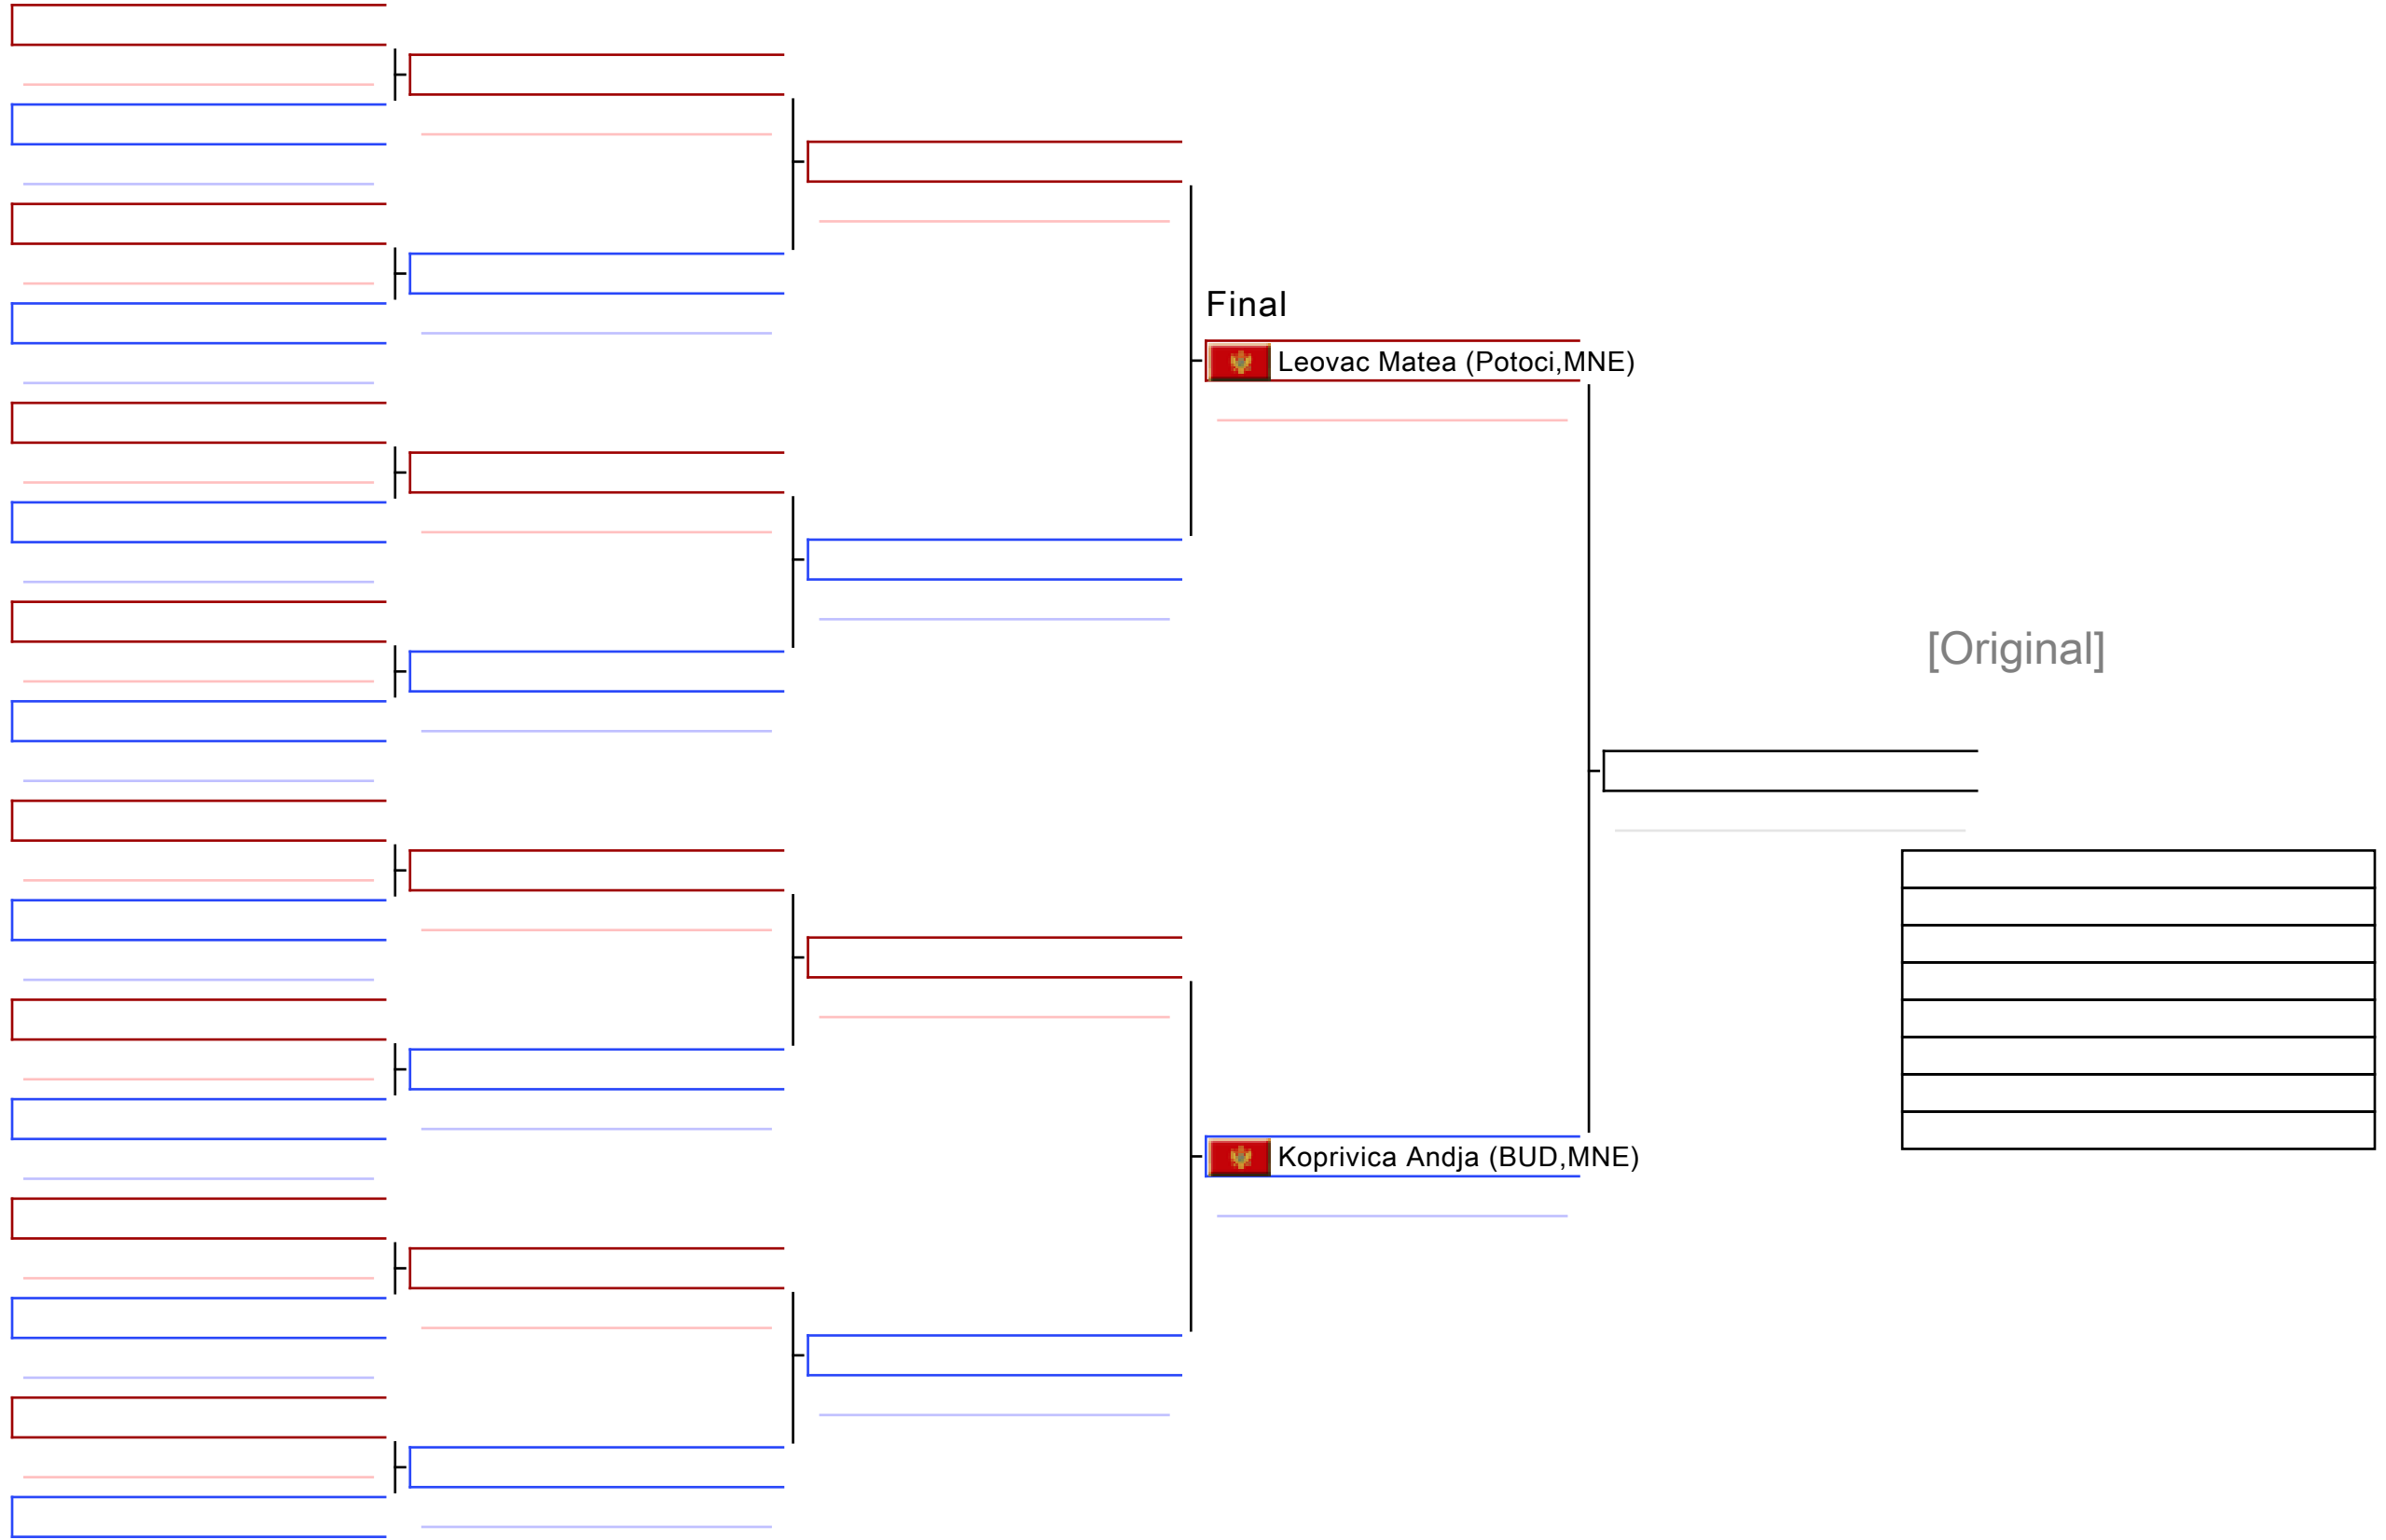 Final
Leovac Matea (Potoci,MNE)
[Original]
Koprivica Andja (BUD,MNE)